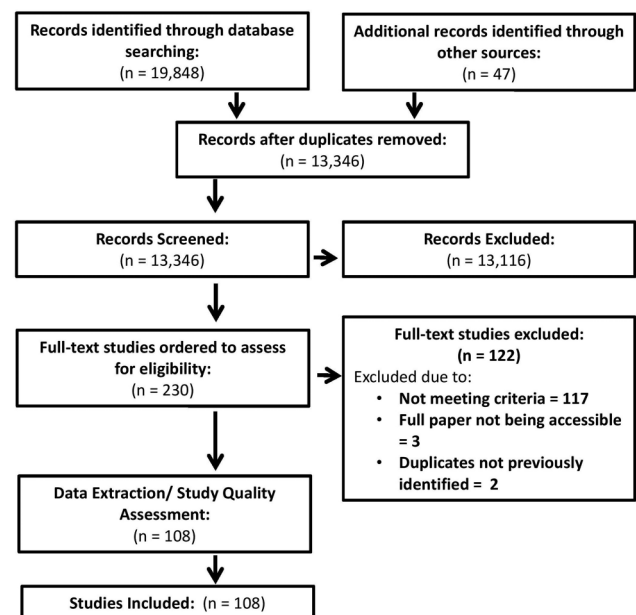 Records identified through database
searching:
(n = 19,848)
Additional records identified through
other sources:
(n = 47)
Records after duplicates removed:
(n = 13,346)
Records Screened:
(n = 13,346)
Records Excluded:
(n = 13,116)
Full-text studies ordered to assess
for eligibility:
(n = 230)
Full-text studies excluded:
(n = 122)
Excluded due to:
• Not meeting criteria = 117
• Full paper not being accessible
= 3
• Duplicates not previously
identified = 2
Data Extraction/ Study Quality
Assessment:
(n = 108)
Studies Included: (n = 108)